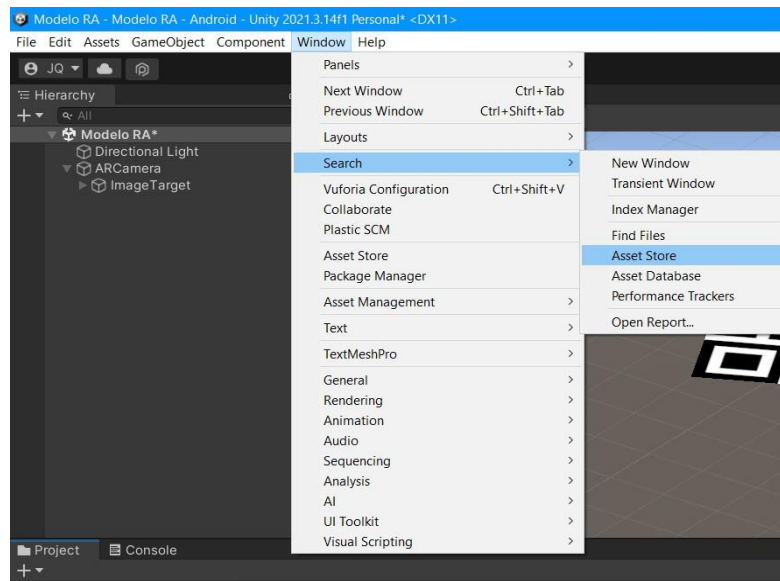 Modelo RA - Modelo RA - Android - Unity 2021.3.14f1 Personal* <DX11>
File Edit Assets GameObject Component Window Help
JQ
Hierarchy
All
Modelo RA*
Directional Light
ARCamera
ImageTarget
Panels
Next Window Ctrl+Tab
Previous Window Ctrl+Shift+Tab
Layouts
Search
Vuforia Configuration Ctrl+Shift+V
Collaborate
Plastic SCM
Asset Store
Package Manager
Asset Management
Text
TextMeshPro
General
Rendering
Animation
Audio
Sequencing
Analysis
AI
UI Toolkit
Visual Scripting
New Window
Transient Window
Index Manager
Find Files
Asset Store
Asset Database
Performance Trackers
Open Report...
Project Console